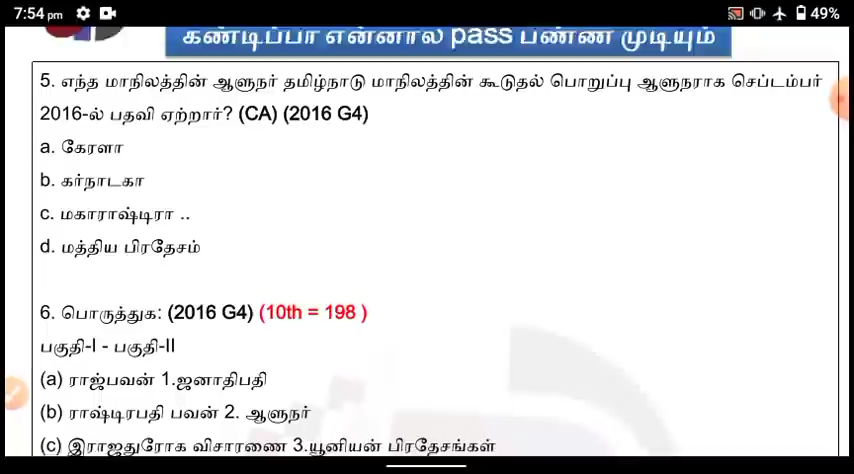 7:54 pm 49%
கண்டிப்பா என்னால் pass பண்ண முடியும்
5. எந்த மாநிலத்தின் ஆளுநர் தமிழ்நாடு மாநிலத்தின் கூடுதல் பொறுப்பு ஆளுநராக செப்டம்பர்
2016-ல் பதவி ஏற்றார்? (CA) (2016 G4)
a. கேரளா
b. கர்நாடகா
c. மகாராஷ்டிரா ..
d. மத்திய பிரதேசம்
6. பொருத்துக: (2016 G4) (10th = 198 )
பகுதி-I - பகுதி-II
(a) ராஜ்பவன் 1.ஜனாதிபதி
(b) ராஷ்டிரபதி பவன் 2. ஆளுநர்
(c) இராஜதுரோக விசாரணை 3.யூனியன் பிரதேசங்கள்